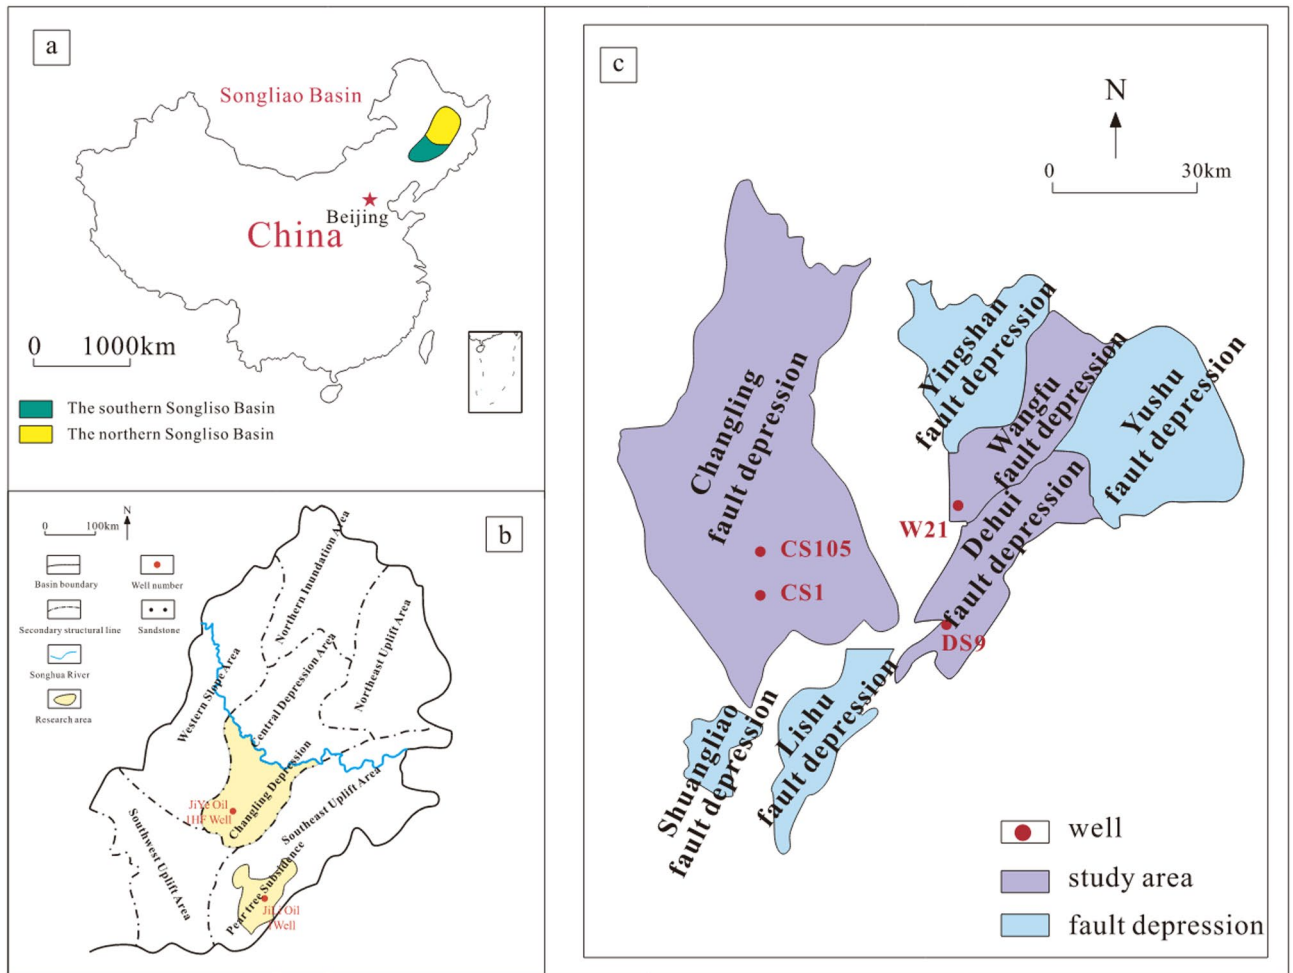 a
Songliao Basin
Beijing
China
0 1000km
The southern Songliso Basin
The northern Songliso Basin
b
0 100km
N
Basin boundary
Well number
Secondary structural line
Sandstone
Songhua River
Research area
Northern Inundation Area
Western Slope Area
Central Depression Area
Northeast Uplift Area
Changling Depression
Southeast Uplift Area
Southwest Uplift Area
Pear tree Subsidence
JiYe Oil
1HF Well
Oil
Well
c
N
0 30km
Changling
fault depression
Yingshan
fault depression
Wangfu
fault depression
Yushu
fault depression
Dehui
fault depression
W21
CS105
CS1
DS9
Shuangliao
fault depression
Lishu
fault depression
well
study area
fault depression